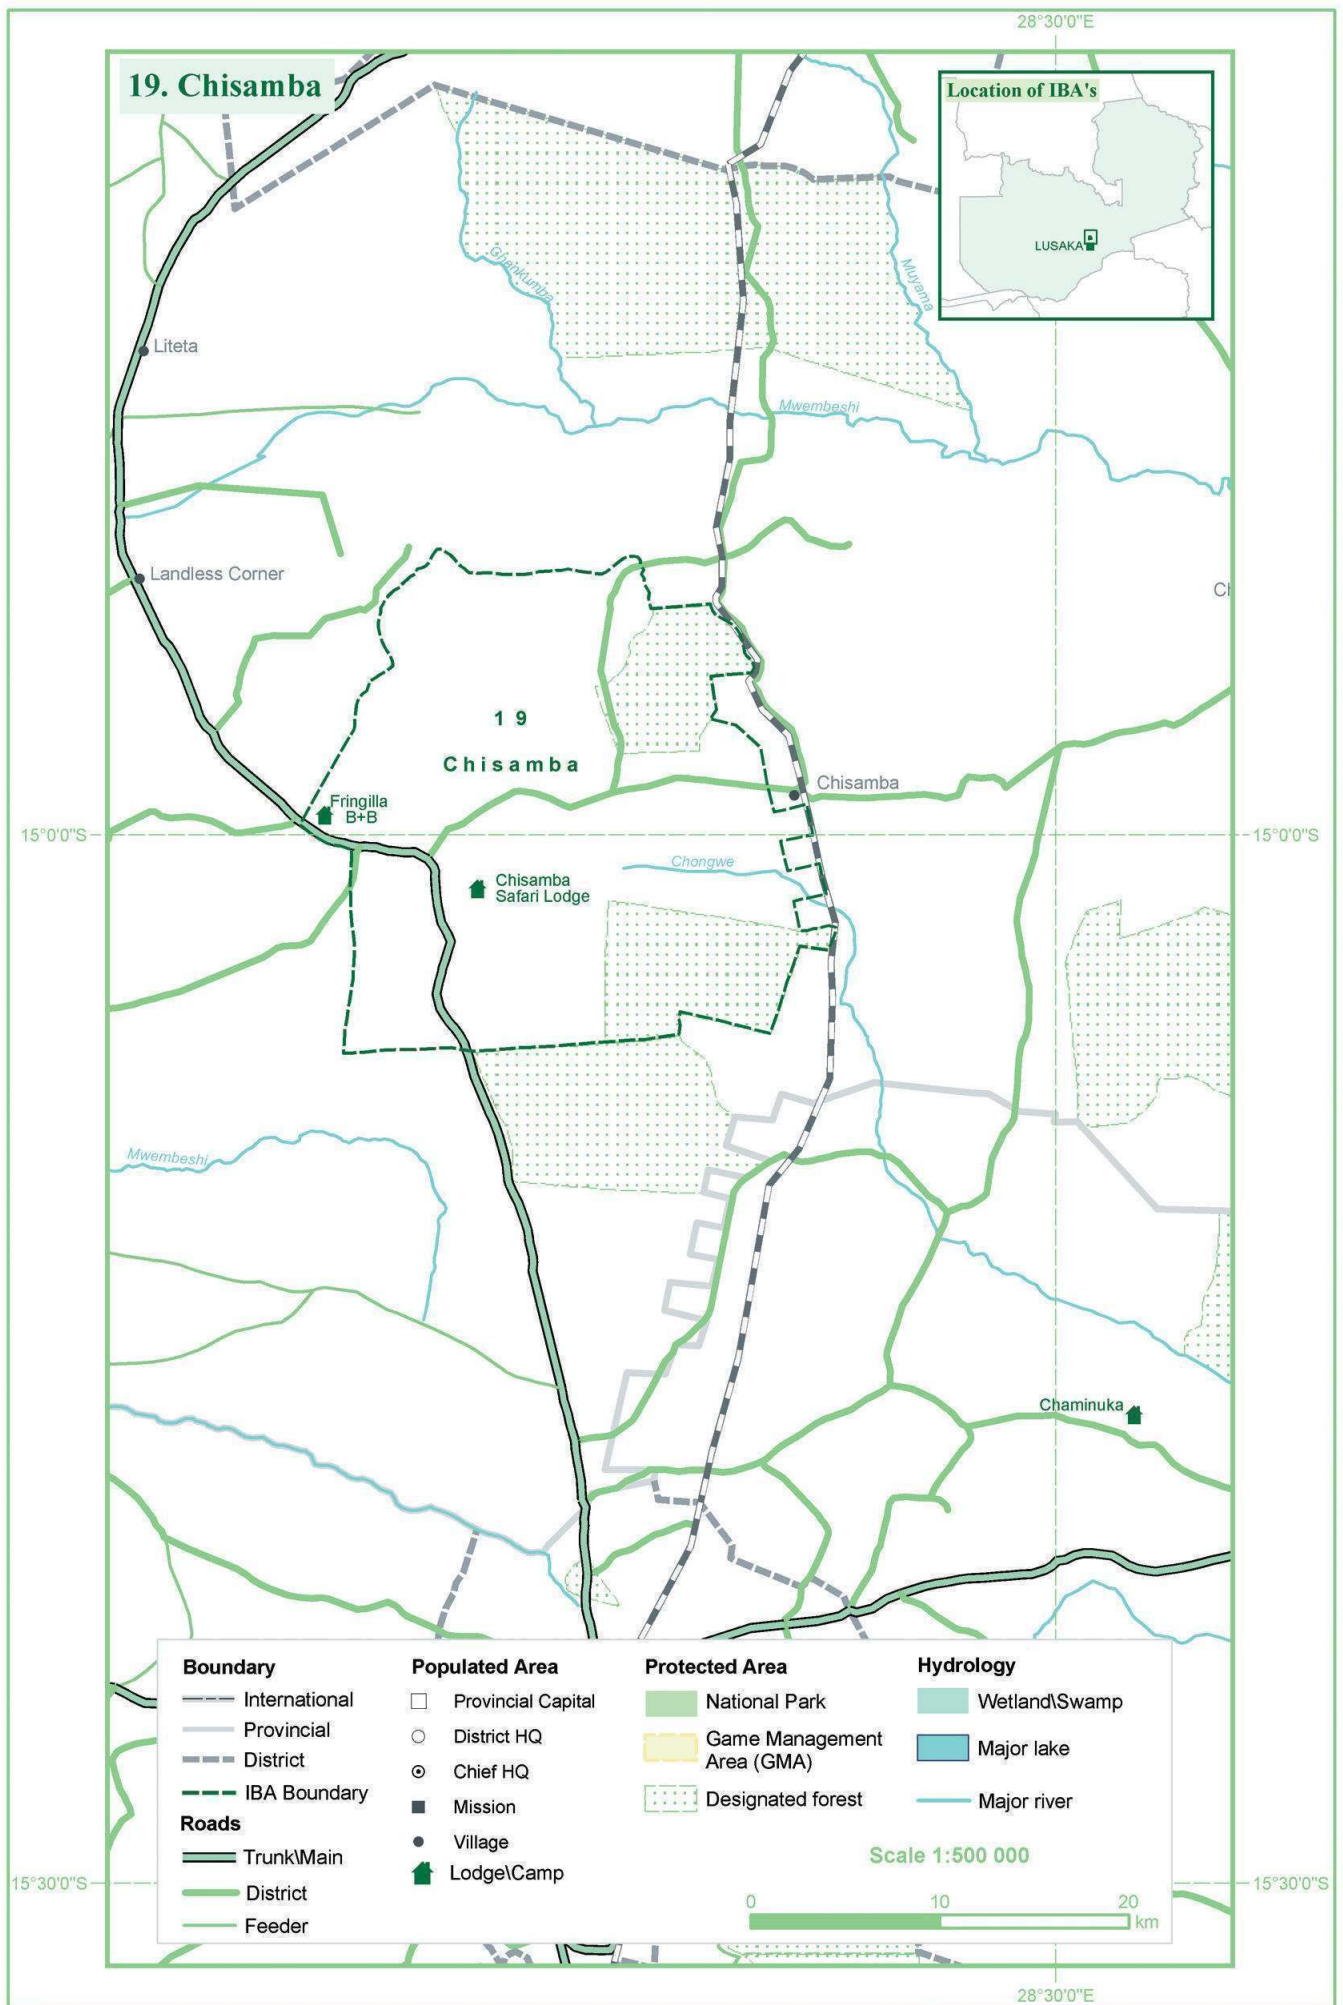 28°30'0"E
19. Chisamba
Location of IBA's
LUSAKA
Chankumba
Muyama
Liteta
Mwembeshi
Landless Corner
Ch
19
Chisamba
Chisamba
Fringilla
B+B
15°0'0"S
15°0'0"S
Chongwe
Chisamba
Safari Lodge
Mwembeshi
Chaminuka
Boundary
International
Provincial
District
IBA Boundary
Roads
Trunk\Main
District
Feeder
Populated Area
Provincial Capital
District HQ
Chief HQ
Mission
Village
Lodge\Camp
Protected Area
National Park
Game Management
Area (GMA)
Designated forest
Hydrology
Wetland\Swamp
Major lake
Major river
Scale 1:500 000
0 10 20
km
15°30'0"S
15°30'0"S
28°30'0"E